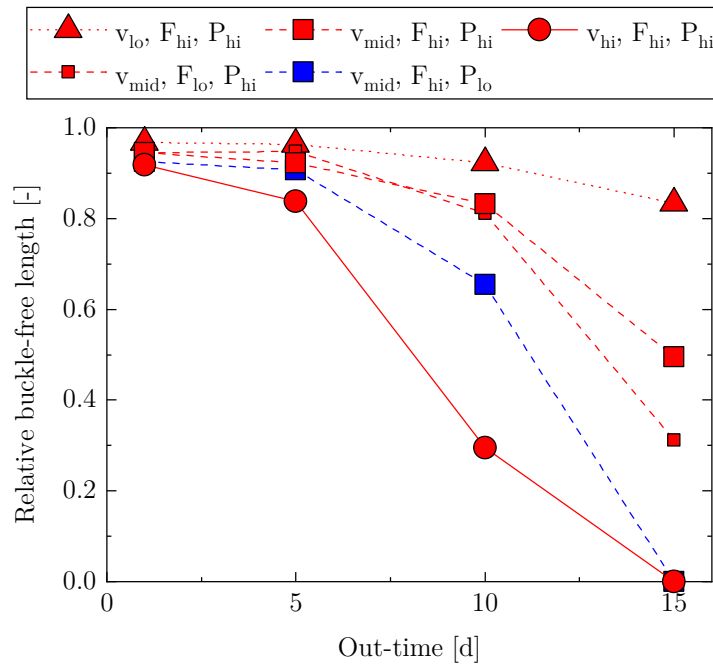 v_lo, F_hi, P_hi v_mid, F_hi, P_hi v_hi, F_hi, P_hi
v_mid, F_lo, P_hi v_mid, F_hi, P_lo
1.0
0.8
0.6
0.4
0.2
0.0
Relative buckle-free length [-]
0 5 10 15
Out-time [d]